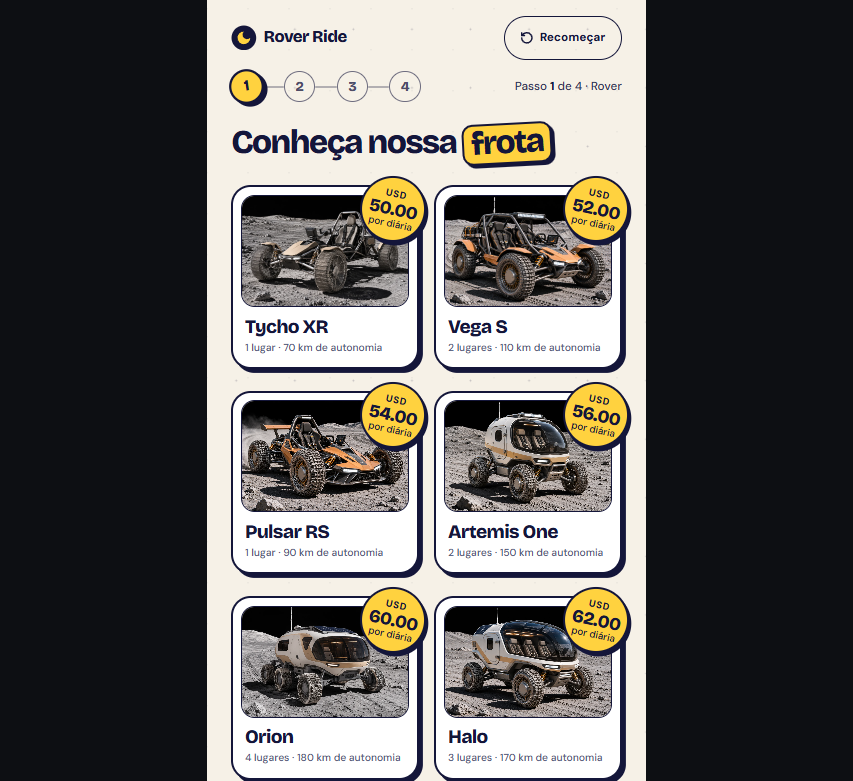 Rover Ride
Recomeçar
1 2 3 4
Passo 1 de 4 · Rover
Conheça nossa frota
USD
50.00
por diária
Tycho XR
1 lugar · 70 km de autonomia
USD
52.00
por diária
Vega S
2 lugares · 110 km de autonomia
USD
54.00
por diária
Pulsar RS
1 lugar · 90 km de autonomia
USD
56.00
por diária
Artemis One
2 lugares · 150 km de autonomia
USD
60.00
por diária
Orion
4 lugares · 180 km de autonomia
USD
62.00
por diária
Halo
3 lugares · 170 km de autonomia